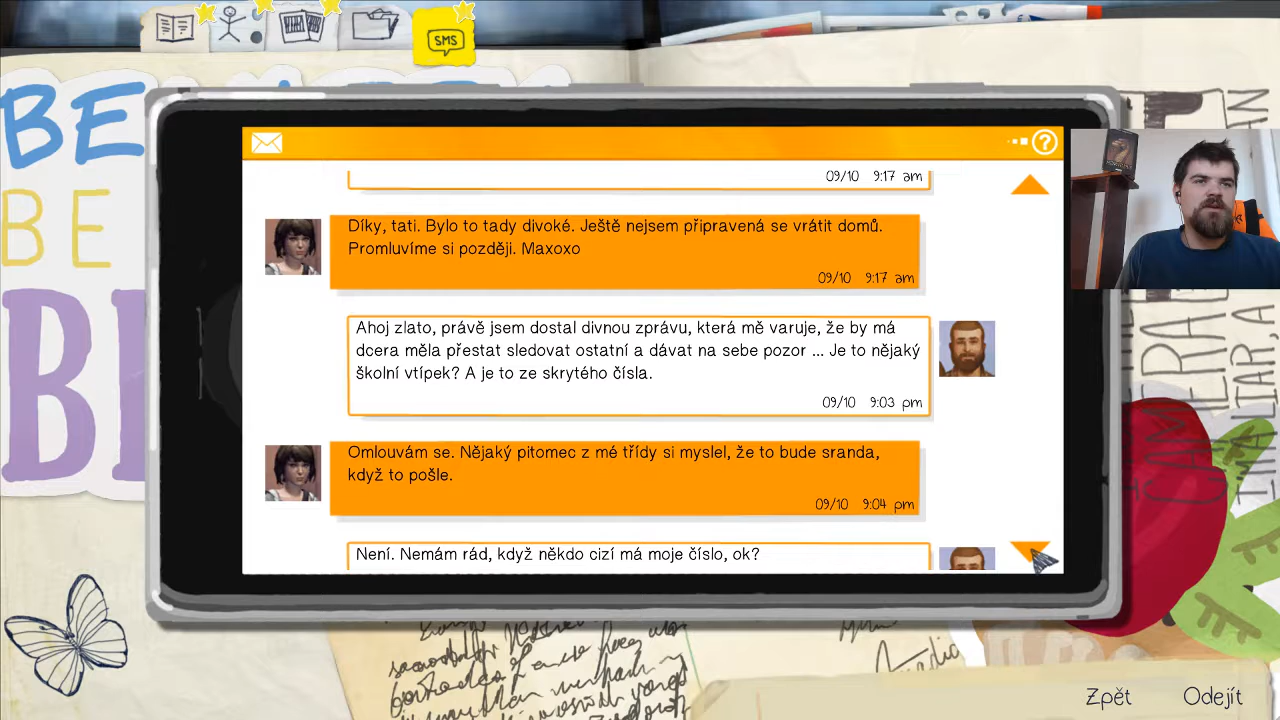 SMS
BE
BE
09/10 9:17 am
Díky, tati. Bylo to tady divoké. Ještě nejsem připravená se vrátit domů.
Promluvíme si později. Maxoxo
09/10 9:17 am
Ahoj zlato, právě jsem dostal divnou zprávu, která mě varuje, že by má
dcera měla přestat sledovat ostatní a dávat na sebe pozor ... Je to nějaký
školní vtípek? A je to ze skrytého čísla.
09/10 9:03 pm
Omlouvám se. Nějaký pitomec z mé třídy si myslel, že to bude sranda,
když to pošle.
09/10 9:04 pm
Není. Nemám rád, když někdo cizí má moje číslo, ok?
Zpět Odejít